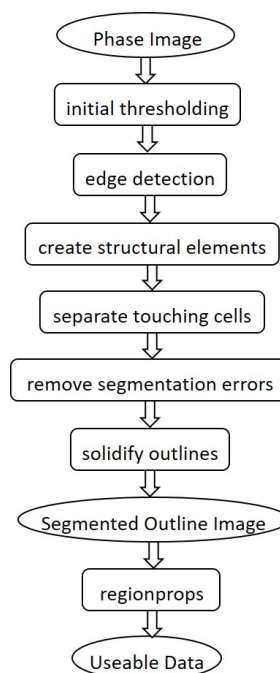 Phase Image
initial thresholding
edge detection
create structural elements
separate touching cells
remove segmentation errors
solidify outlines
Segmented Outline Image
regionprops
Useable Data